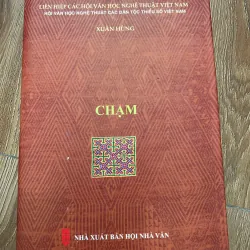 LIÊN HIỆP CÁC HỘI VĂN HỌC NGHỆ THUẬT VIỆT NAM
HỘI VĂN HỌC NGHỆ THUẬT CÁC DÂN TỘC THIỂU SỐ VIỆT NAM
XUÂN HÙNG
CHẠM
NHÀ XUẤT BẢN HỘI NHÀ VĂN